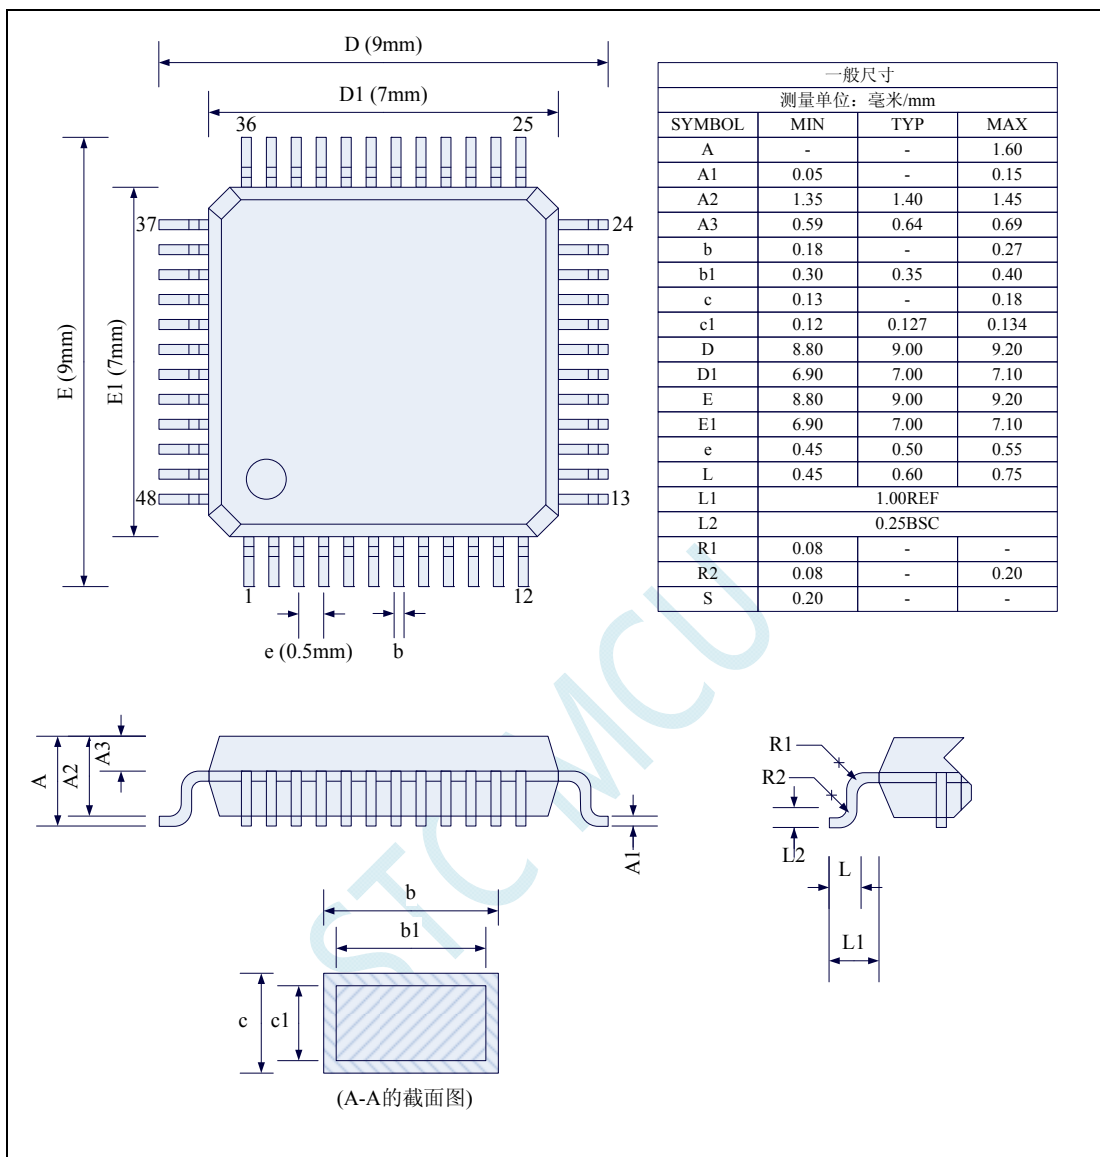 D (9mm)
D1 (7mm)
36
25
37
24
48
13
1
12
E (9mm)
E1 (7mm)
e (0.5mm)
b
一般尺寸
测量单位：毫米/mm
SYMBOL MIN TYP MAX
A - - 1.60
A1 0.05 - 0.15
A2 1.35 1.40 1.45
A3 0.59 0.64 0.69
b 0.18 - 0.27
b1 0.30 0.35 0.40
c 0.13 - 0.18
c1 0.12 0.127 0.134
D 8.80 9.00 9.20
D1 6.90 7.00 7.10
E 8.80 9.00 9.20
E1 6.90 7.00 7.10
e 0.45 0.50 0.55
L 0.45 0.60 0.75
L1 1.00REF
L2 0.25BSC
R1 0.08 - -
R2 0.08 - 0.20
S 0.20 - -
A
A2
A3
A1
R1
R2
L2
L
L1
b
b1
c
c1
(A-A的截面图)
STC MCU